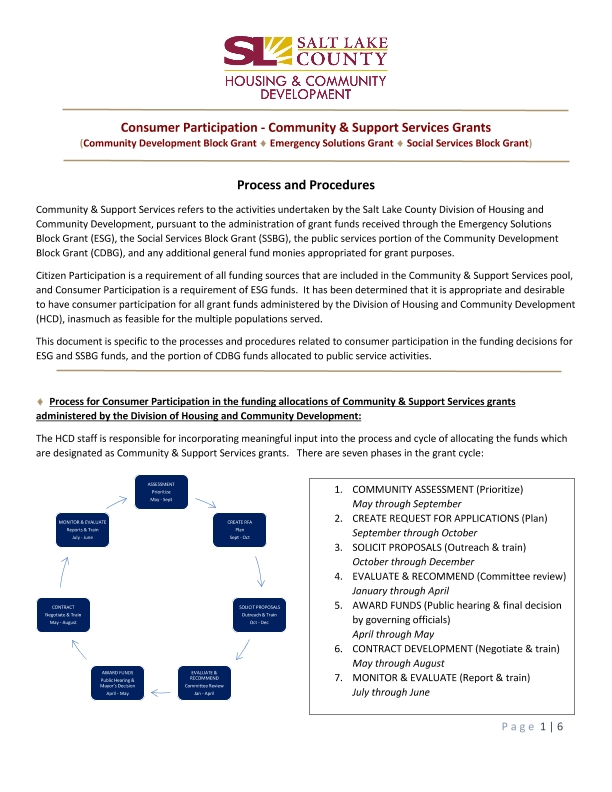 SL SALT LAKE
COUNTY
HOUSING & COMMUNITY
DEVELOPMENT
Consumer Participation - Community & Support Services Grants
(Community Development Block Grant ♦ Emergency Solutions Grant ♦ Social Services Block Grant)
Process and Procedures
Community & Support Services refers to the activities undertaken by the Salt Lake County Division of Housing and
Community Development, pursuant to the administration of grant funds received through the Emergency Solutions
Block Grant (ESG), the Social Services Block Grant (SSBG), the public services portion of the Community Development
Block Grant (CDBG), and any additional general fund monies appropriated for grant purposes.
Citizen Participation is a requirement of all funding sources that are included in the Community & Support Services pool,
and Consumer Participation is a requirement of ESG funds.  It has been determined that it is appropriate and desirable
to have consumer participation for all grant funds administered by the Division of Housing and Community Development
(HCD), inasmuch as feasible for the multiple populations served.
This document is specific to the processes and procedures related to consumer participation in the funding decisions for
ESG and SSBG funds, and the portion of CDBG funds allocated to public service activities.
♦ Process for Consumer Participation in the funding allocations of Community & Support Services grants
administered by the Division of Housing and Community Development:
The HCD staff is responsible for incorporating meaningful input into the process and cycle of allocating the funds which
are designated as Community & Support Services grants.   There are seven phases in the grant cycle:
ASSESSMENT
Prioritize
May - Sept
CREATE RFA
Plan
Sept - Oct
SOLICIT PROPOSALS
Outreach & Train
Oct - Dec
EVALUATE &
RECOMMEND
Committee Review
Jan - April
AWARD FUNDS
Public Hearing &
Mayor's Decision
April - May
CONTRACT
Negotiate & Train
May - August
MONITOR & EVALUATE
Reports & Train
July - June
1. COMMUNITY ASSESSMENT (Prioritize)
May through September
2. CREATE REQUEST FOR APPLICATIONS (Plan)
September through October
3. SOLICIT PROPOSALS (Outreach & train)
October through December
4. EVALUATE & RECOMMEND (Committee review)
January through April
5. AWARD FUNDS (Public hearing & final decision
by governing officials)
April through May
6. CONTRACT DEVELOPMENT (Negotiate & train)
May through August
7. MONITOR & EVALUATE (Report & train)
July through June
Page 1 | 6